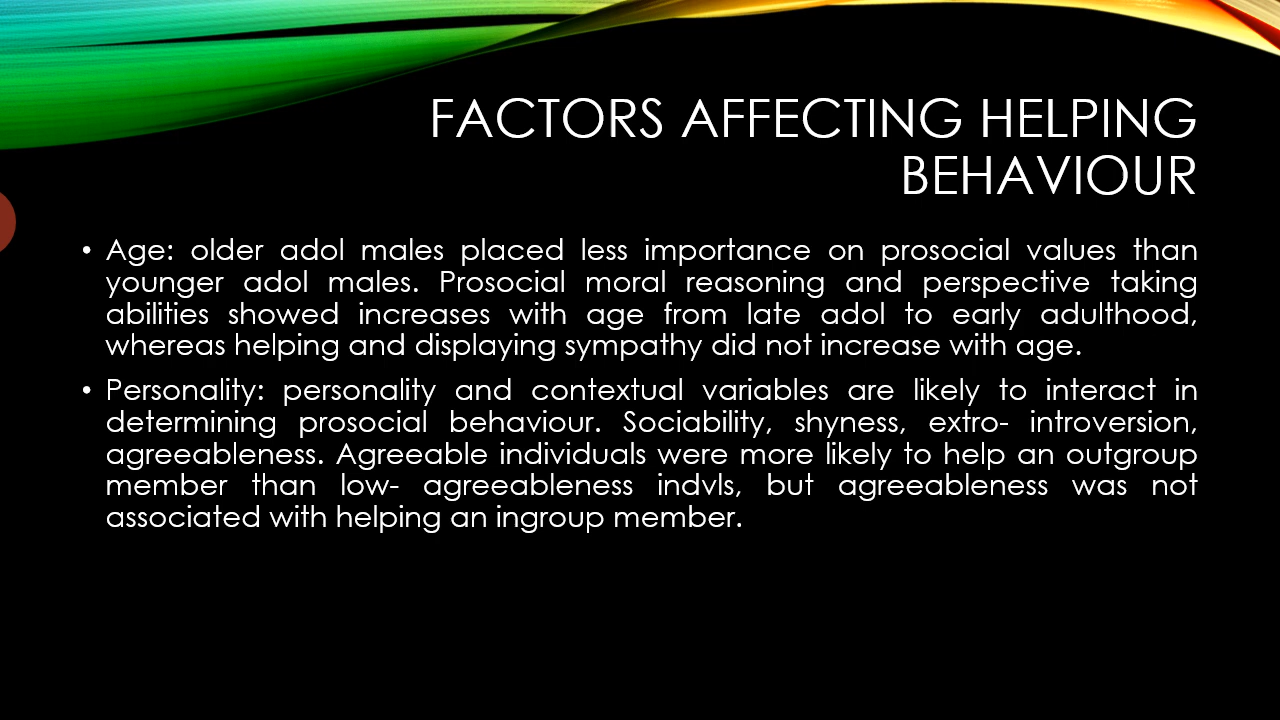 FACTORS AFFECTING HELPING
BEHAVIOUR
• Age: older adol males placed less importance on prosocial values than
younger adol males. Prosocial moral reasoning and perspective taking
abilities showed increases with age from late adol to early adulthood,
whereas helping and displaying sympathy did not increase with age.
• Personality: personality and contextual variables are likely to interact in
determining prosocial behaviour. Sociability, shyness, extro- introversion,
agreeableness. Agreeable individuals were more likely to help an outgroup
member than low- agreeableness indvls, but agreeableness was not
associated with helping an ingroup member.